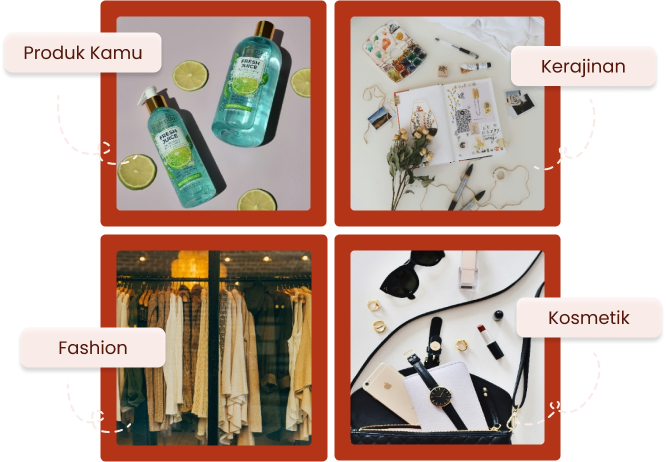 Produk Kamu
FRESH
JUICE
FRESH
JUICE
Kerajinan
Fashion
Kosmetik